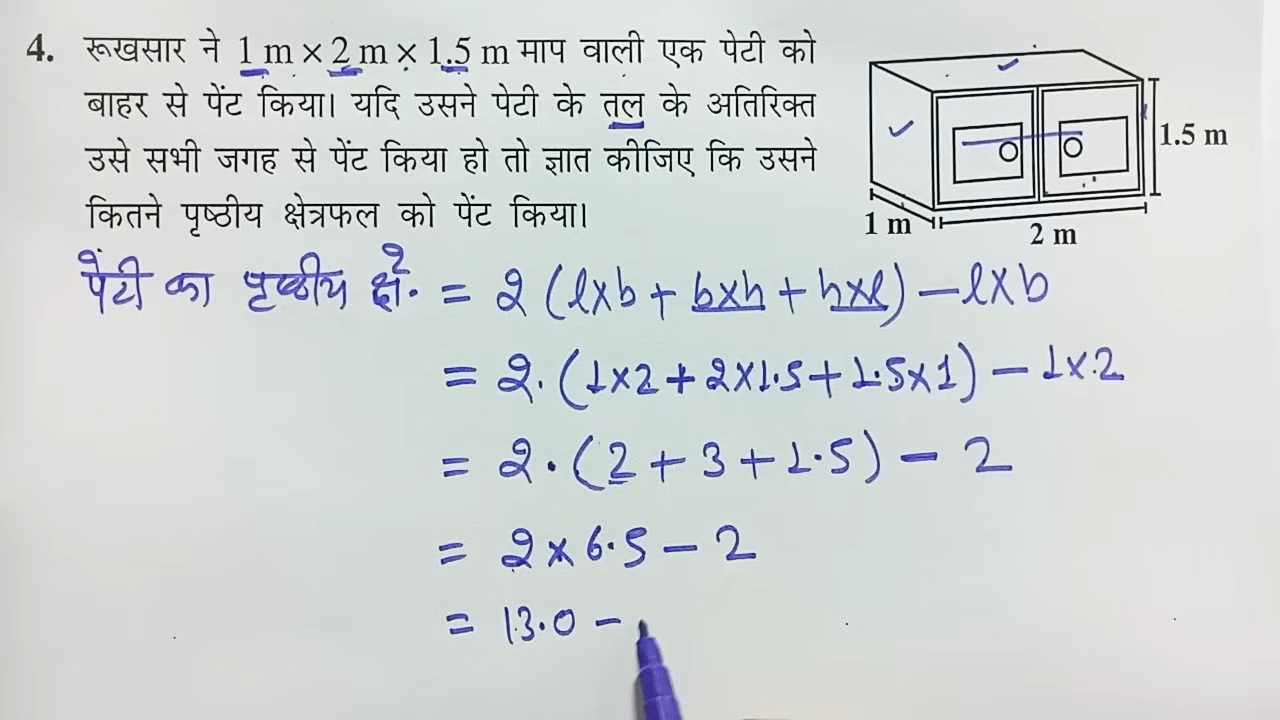 4. रूखसार ने 1 m × 2 m × 1.5 m माप वाली एक पेटी को
बाहर से पेंट किया। यदि उसने पेटी के तल के अतिरिक्त
उसे सभी जगह से पेंट किया हो तो ज्ञात कीजिए कि उसने
कितने पृष्ठीय क्षेत्रफल को पेंट किया।
1.5 m
1 m
2 m
पेंटी का पृष्ठीय क्षे. = 2 (l×b + b×h + h×l) – l×b
= 2.(1×2 + 2×1.5 + 1.5×1) – 1×2
= 2.(2 + 3 + 1.5) – 2
= 2×6.5 – 2
= 13.0 –